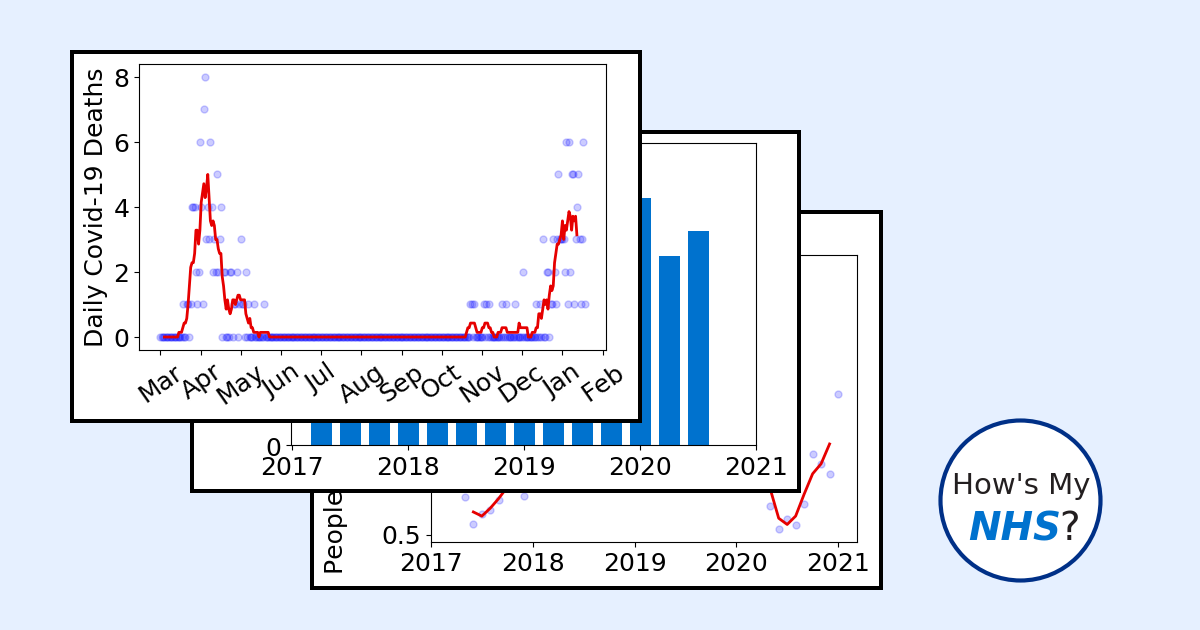 Daily Covid-19 Deaths
8
6
4
2
0
Mar Apr May Jun Jul Aug Sep Oct Nov Dec Jan Feb
0
2017 2018 2019 2020 2021
People
0.5
2017 2018 2019 2020 2021
How's My
NHS?